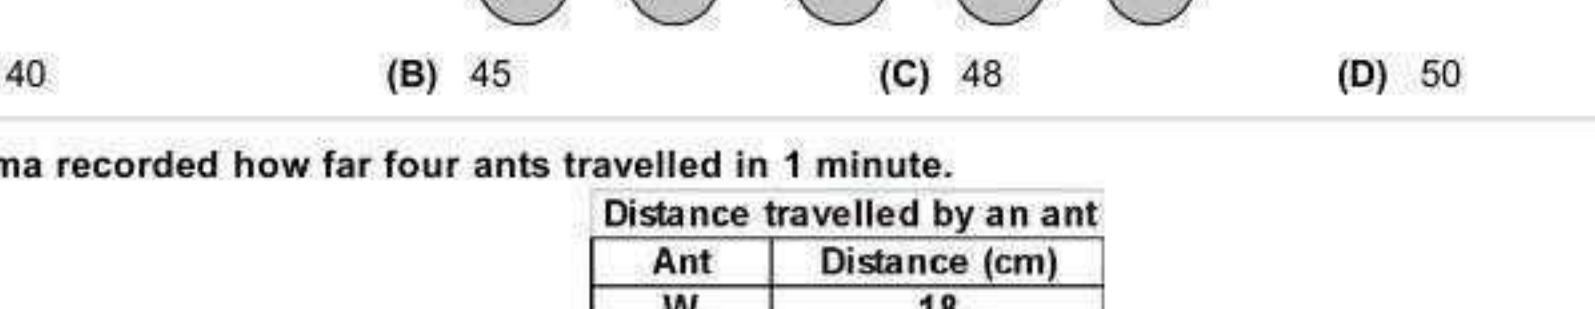 40 (B) 45 (C) 48 (D) 50
recorded how far four ants travelled in 1 minute.
Distance travelled by an ant
Ant Distance (cm)
W 18